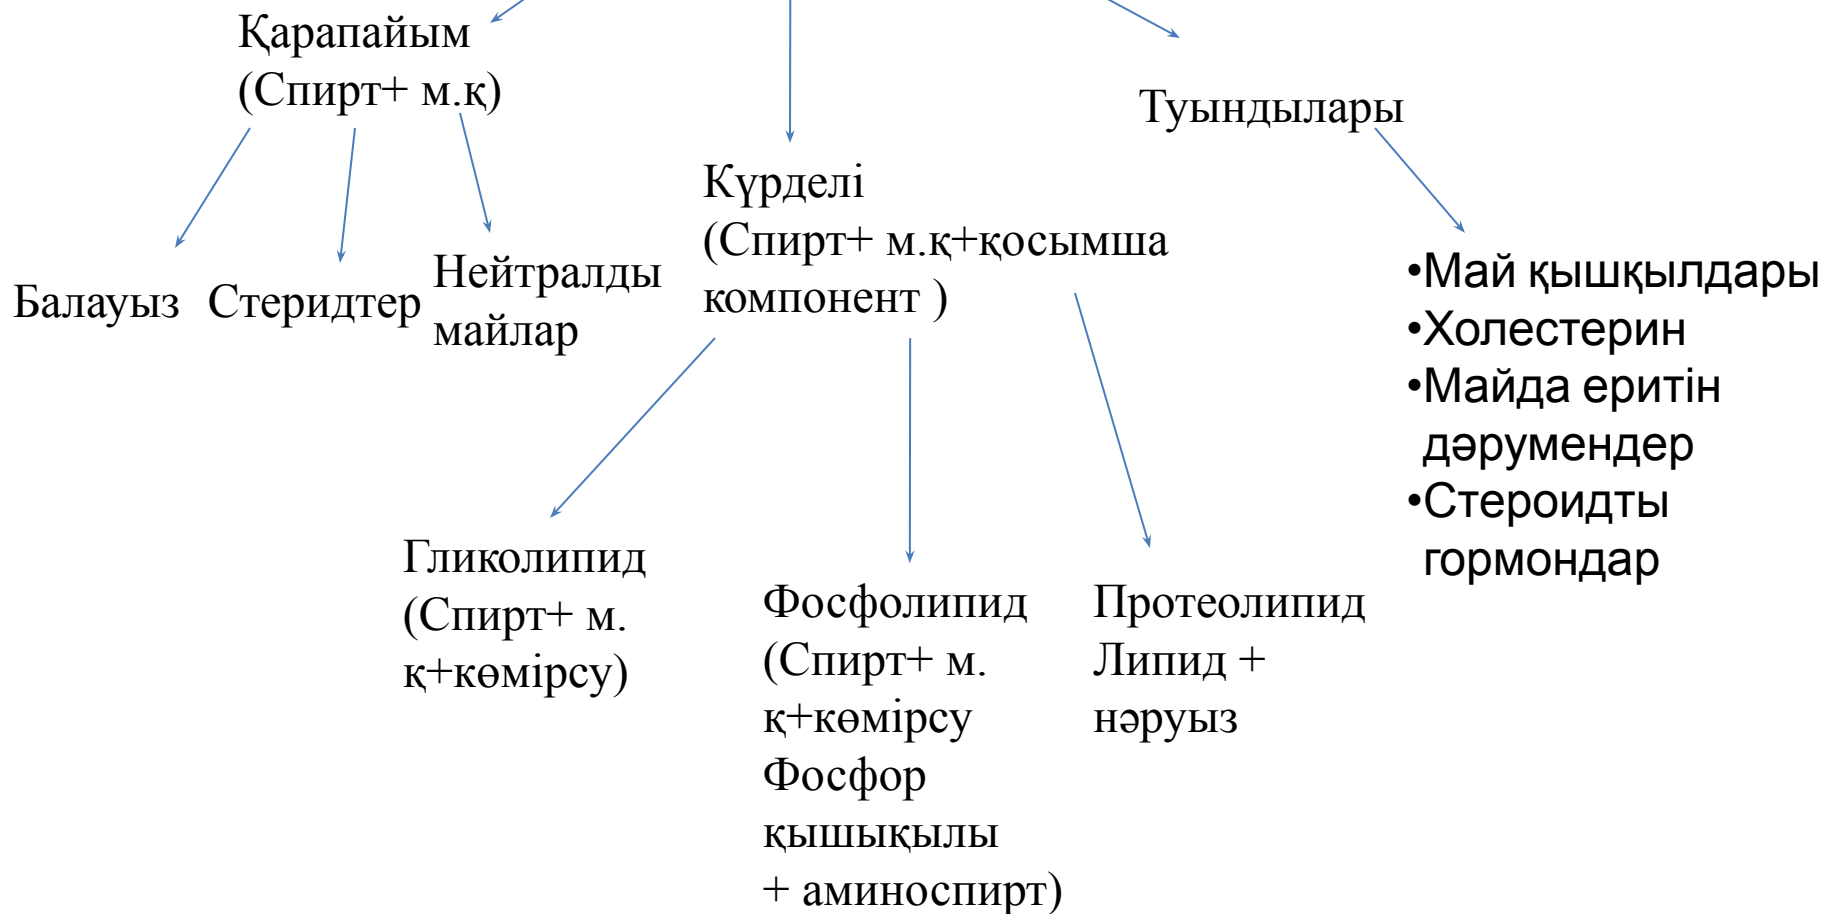 Қарапайым
(Спирт+ м.қ)
Балауыз
Стеридтер
Нейтралды
майлар
Күрделі
(Спирт+ м.қ+қосымша
компонент )
Гликолипид
(Спирт+ м.
қ+көмірсу)
Фосфолипид
(Спирт+ м.
қ+көмірсу
Фосфор
қышықылы
+ аминоспирт)
Протеолипид
Липид +
нәруыз
Туындылары
•Май қышқылдары
•Холестерин
•Майда еритін
дәрумендер
•Стероидты
гормондар